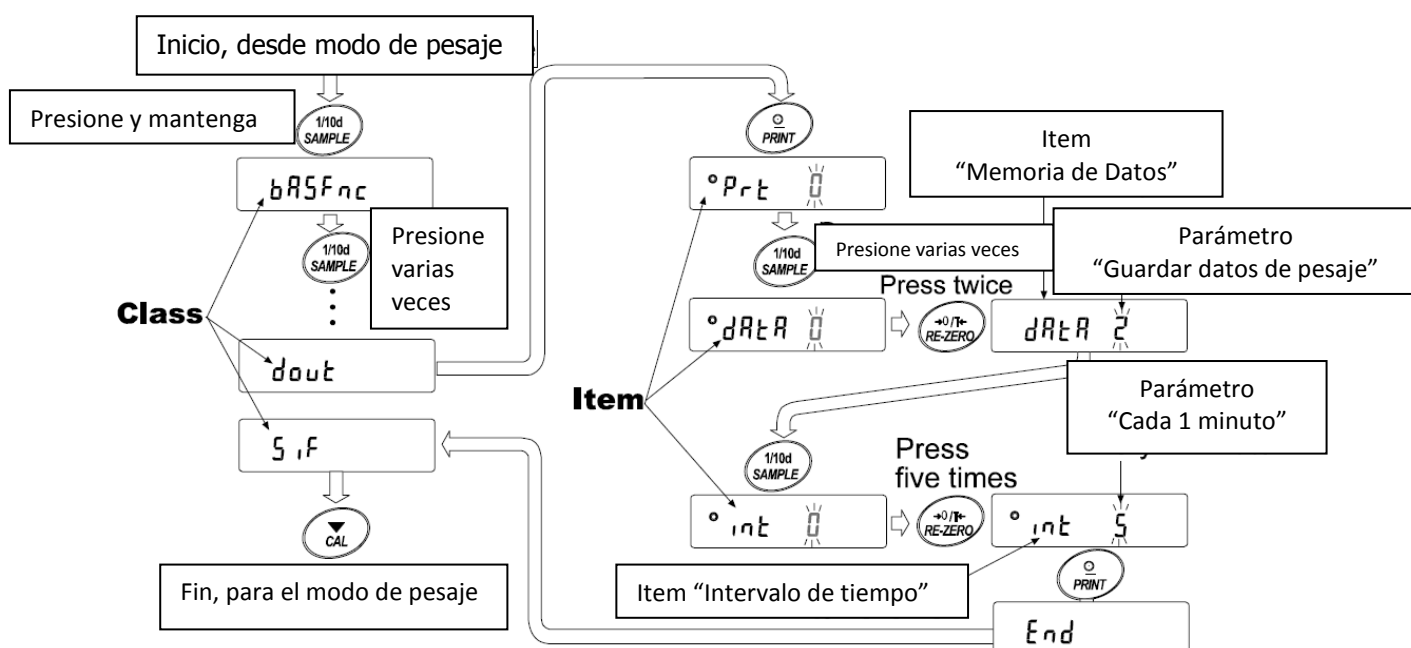 Inicio, desde modo de pesaje
Presione y mantenga
1/10d
SAMPLE
bASFnc
1/10d
SAMPLE
Presione
varias
veces
Class
dout
SiF
CAL
Fin, para el modo de pesaje
PRINT
Prt 0
1/10d
SAMPLE
Presione varias veces
Item
“Memoria de Datos”
Parámetro
“Guardar datos de pesaje”
Press twice
dAtA 0
→0/T←
RE-ZERO
dAtA 2
Item
Parámetro
“Cada 1 minuto”
1/10d
SAMPLE
Press
five times
int 0
→0/T←
RE-ZERO
int 5
Item “Intervalo de tiempo”
PRINT
End